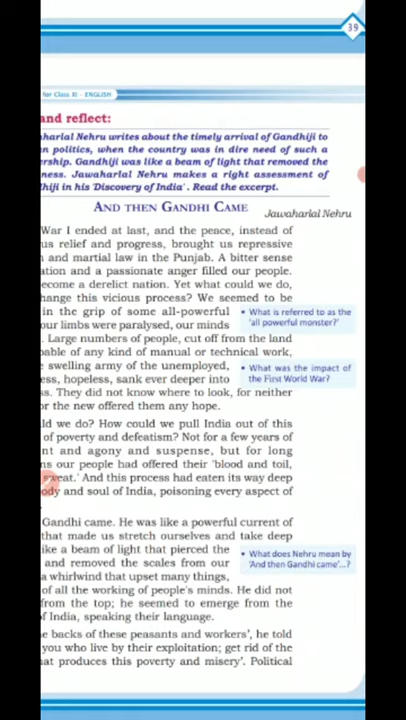 39
for Class XI - ENGLISH
and reflect:
harlal Nehru writes about the timely arrival of Gandhiji to
n politics, when the country was in dire need of such a
ership. Gandhiji was like a beam of light that removed the
ness. Jawaharlal Nehru makes a right assessment of
hiji in his 'Discovery of India'. Read the excerpt.
AND THEN GANDHI CAME
Jawaharlal Nehru
War I ended at last, and the peace, instead of
us relief and progress, brought us repressive
n and martial law in the Punjab. A bitter sense
ation and a passionate anger filled our people.
ecome a derelict nation. Yet what could we do,
hange this vicious process? We seemed to be
in the grip of some all-powerful
our limbs were paralysed, our minds
. Large numbers of people, cut off from the land
pable of any kind of manual or technical work,
e swelling army of the unemployed,
ess, hopeless, sank ever deeper into
ss. They did not know where to look, for neither
or the new offered them any hope.
• What is referred to as the
'all powerful monster?'
• What was the impact of
the First World War?
ld we do? How could we pull India out of this
of poverty and defeatism? Not for a few years of
nt and agony and suspense, but for long
ns our people had offered their 'blood and toil,
sweat.' And this process had eaten its way deep
ody and soul of India, poisoning every aspect of
Gandhi came. He was like a powerful current of
that made us stretch ourselves and take deep
ike a beam of light that pierced the
and removed the scales from our
a whirlwind that upset many things,
of all the working of people's minds. He did not
from the top; he seemed to emerge from the
of India, speaking their language.
• What does Nehru mean by
'And then Gandhi came'...?
e backs of these peasants and workers', he told
you who live by their exploitation; get rid of the
at produces this poverty and misery'. Political